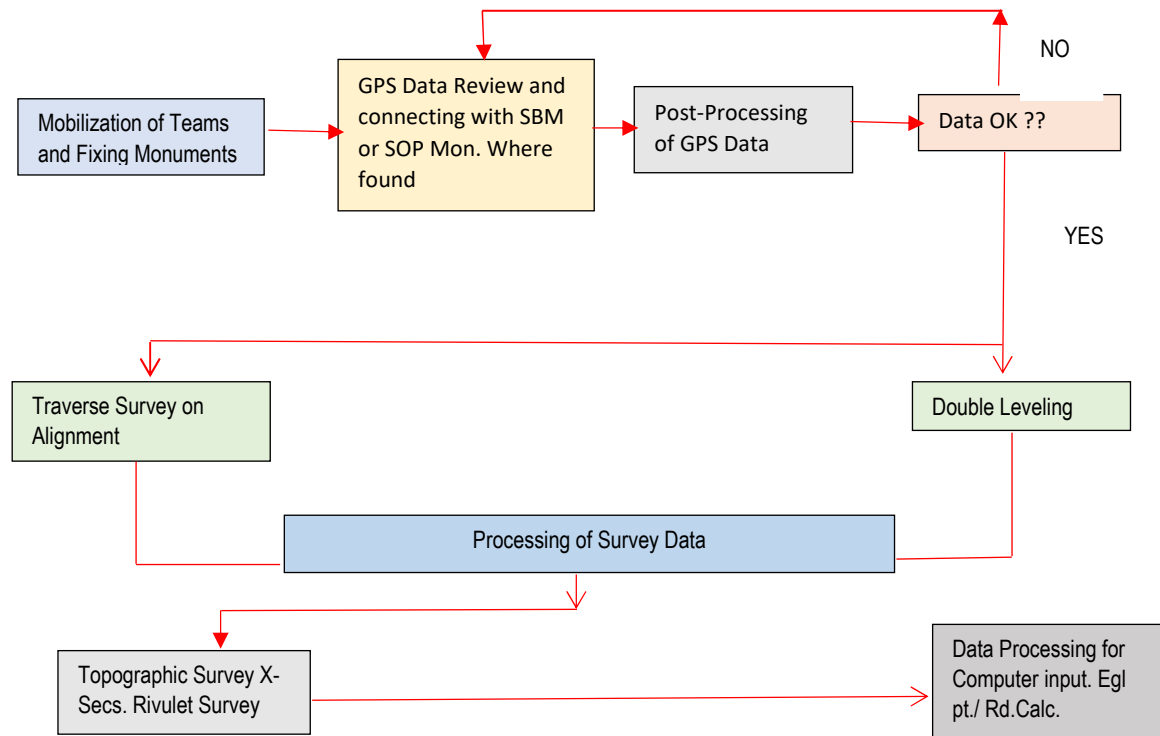 NO
Mobilization of Teams
and Fixing Monuments
GPS Data Review and
connecting with SBM
or SOP Mon. Where
found
Post-Processing
of GPS Data
Data OK ??
YES
Traverse Survey on
Alignment
Double Leveling
Processing of Survey Data
Topographic Survey X-
Secs. Rivulet Survey
Data Processing for
Computer input. Egl
pt./ Rd.Calc.